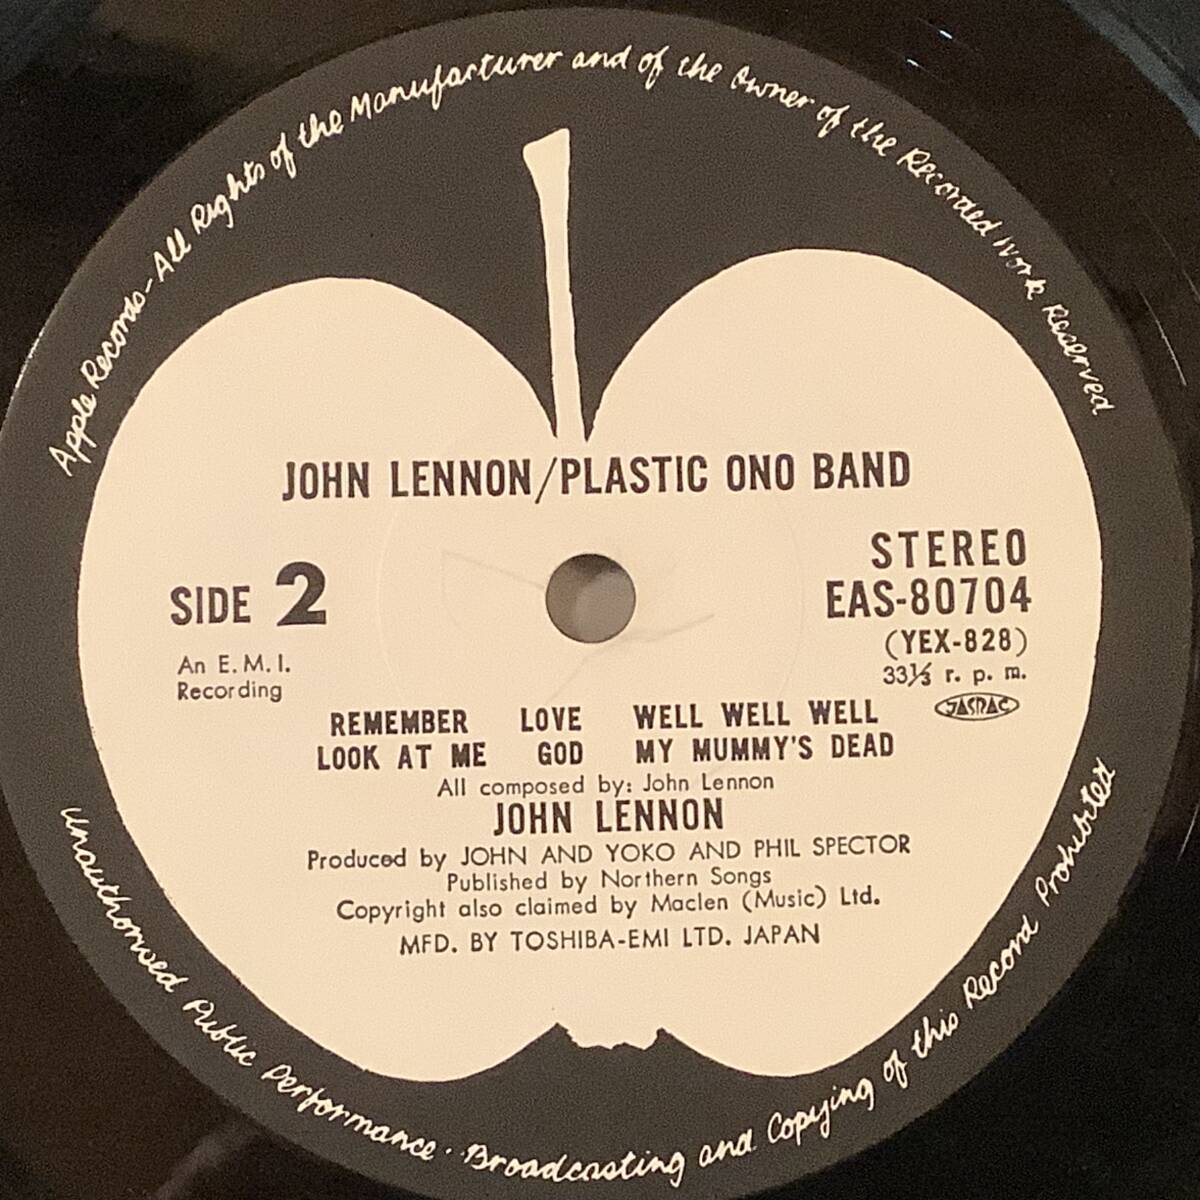 Apple Records-All Rights of the Manufacturer and of the Owner of the Recorded Work Reserved
JOHN LENNON/PLASTIC ONO BAND
SIDE 2
An E.M.I.
Recording
STEREO
EAS-80704
(YEX-828)
33⅓ r. p. m.
JASRAC
REMEMBER LOVE WELL WELL WELL
LOOK AT ME GOD MY MUMMY'S DEAD
All composed by: John Lennon
JOHN LENNON
Produced by JOHN AND YOKO AND PHIL SPECTOR
Published by Northern Songs
Copyright also claimed by Maclen (Music) Ltd.
MFD. BY TOSHIBA-EMI LTD. JAPAN
Unauthorised Public Performance · Broadcasting and Copying of this Record Prohibited